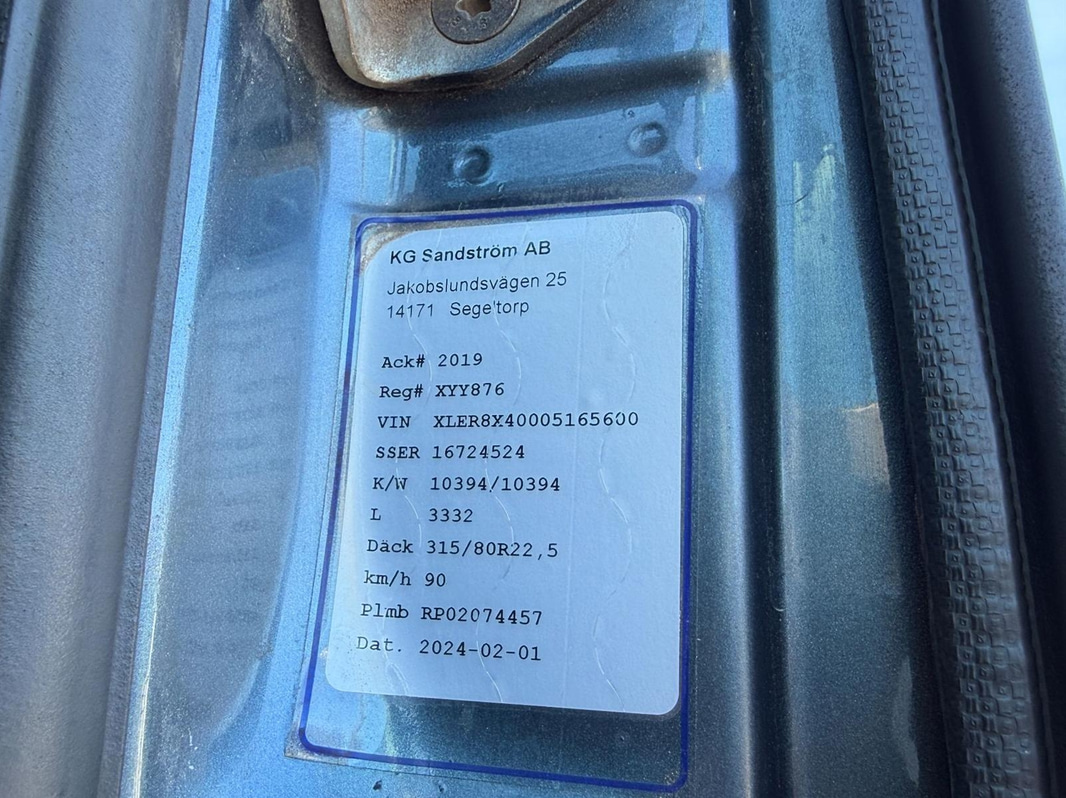 KG Sandström AB
Jakobslundsvägen 25
14171 Sege'torp
Ack# 2019
Reg# XYY876
VIN XLER8X40005165600
SSER 16724524
K/W 10394/10394
L 3332
Däck 315/80R22,5
km/h 90
Plmb RP02074457
Dat. 2024-02-01